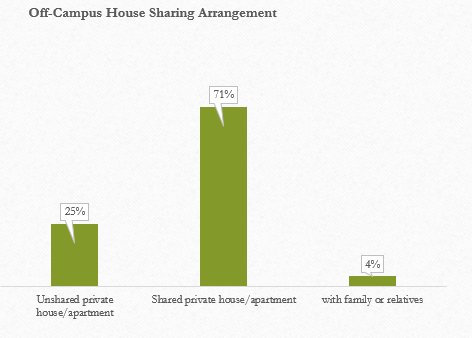 Off-Campus House Sharing Arrangement
71%
25%
4%
Unshared private
house/apartment
Shared private house/apartment
with family or relatives